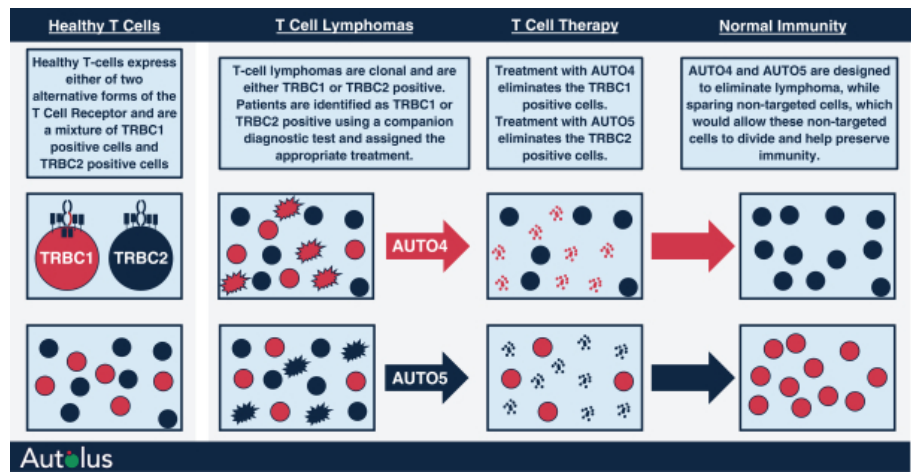 Healthy T Cells
T Cell Lymphomas
T Cell Therapy
Normal Immunity
Healthy T-cells express
either of two
alternative forms of the
T Cell Receptor and are
a mixture of TRBC1
positive cells and
TRBC2 positive cells
T-cell lymphomas are clonal and are
either TRBC1 or TRBC2 positive.
Patients are identified as TRBC1 or
TRBC2 positive using a companion
diagnostic test and assigned the
appropriate treatment.
Treatment with AUTO4
eliminates the TRBC1
positive cells.
Treatment with AUTO5
eliminates the TRBC2
positive cells.
AUTO4 and AUTO5 are designed
to eliminate lymphoma, while
sparing non-targeted cells, which
would allow these non-targeted
cells to divide and help preserve
immunity.
TRBC1
TRBC2
AUTO4
AUTO5
Autolus